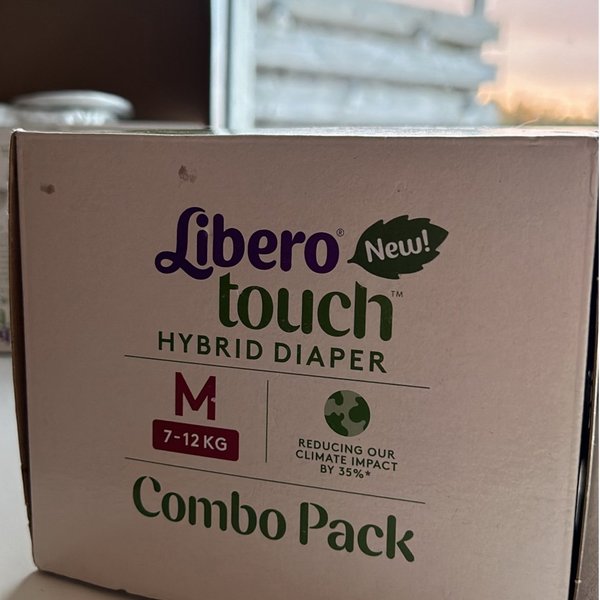 Libero®
New!
touch™
HYBRID DIAPER
M
7-12 KG
REDUCING OUR
CLIMATE IMPACT
BY 35%*
Combo Pack